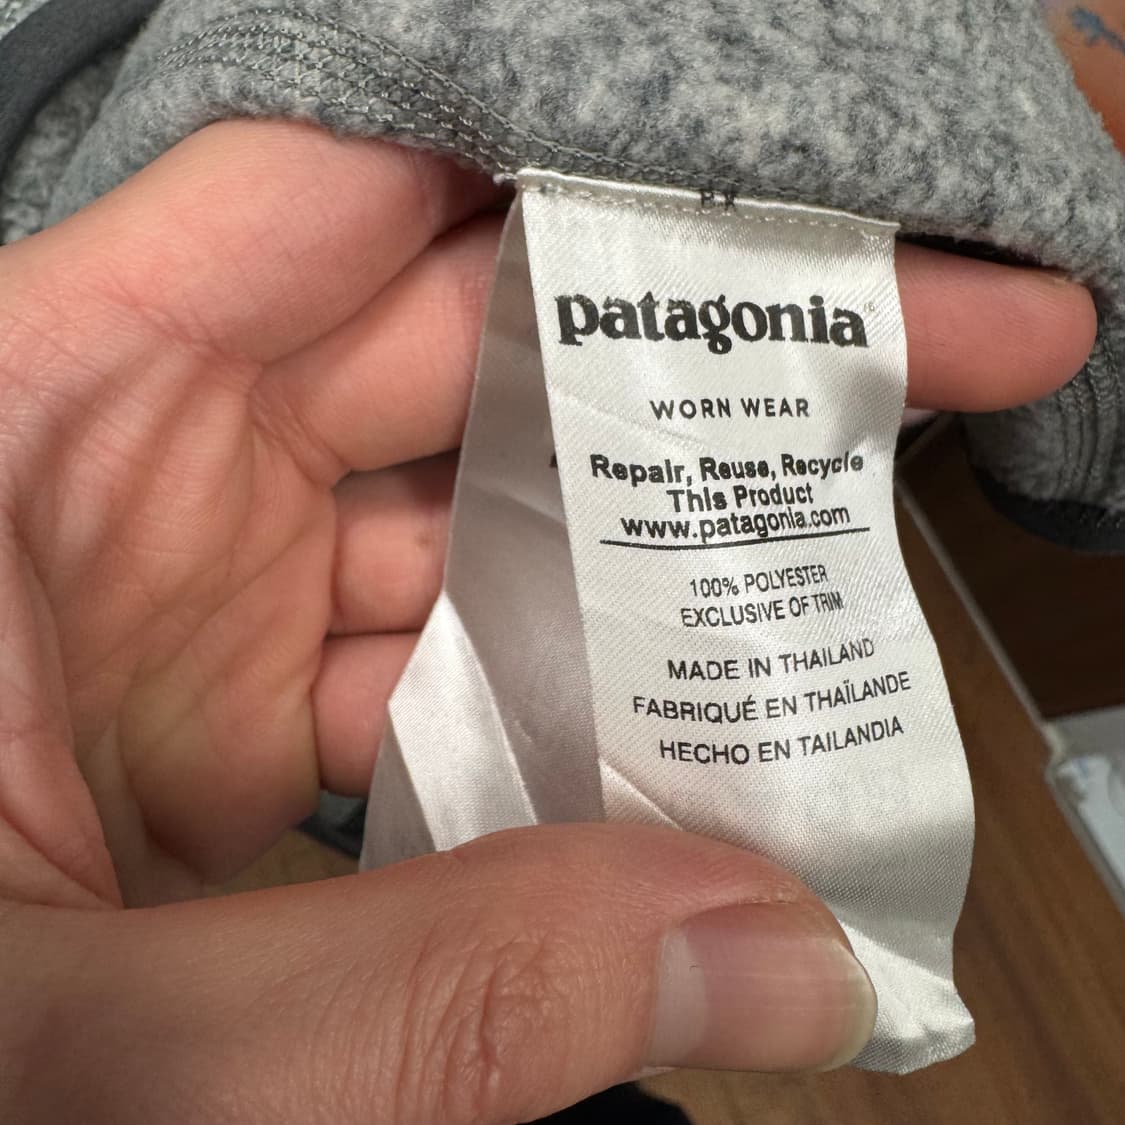 patagonia
WORN WEAR
Repair, Reuse, Recycle
This Product
www.patagonia.com
100% POLYESTER
EXCLUSIVE OF TRIM
MADE IN THAILAND
FABRIQUÉ EN THAÏLANDE
HECHO EN TAILANDIA